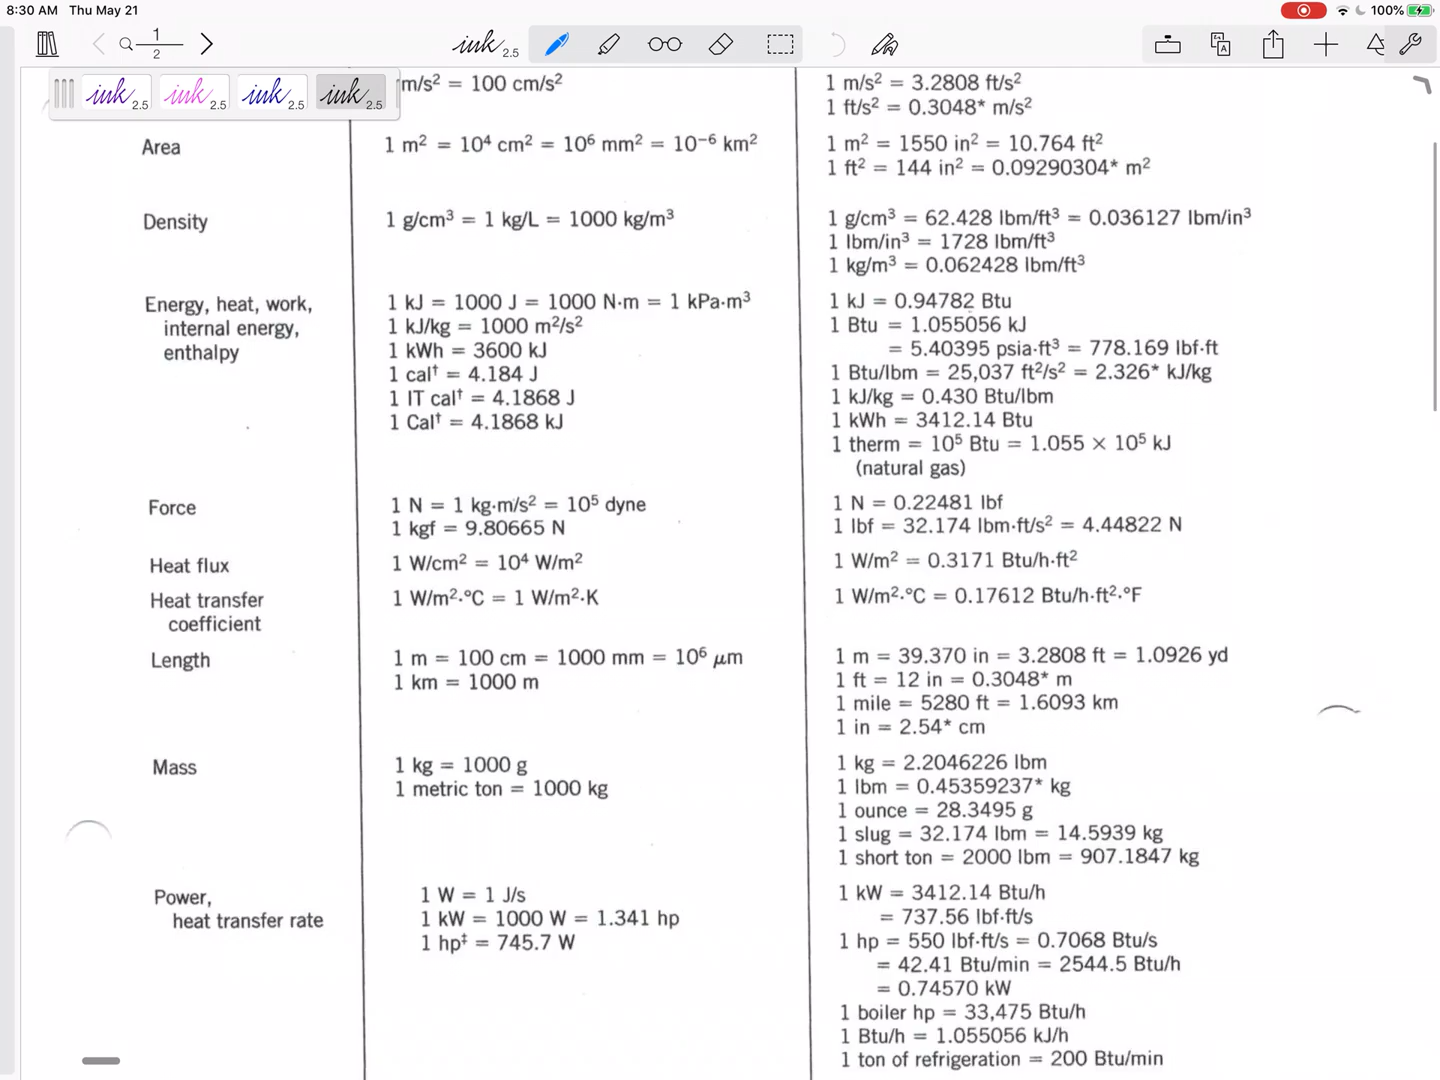 8:30 AM Thu May 21
100%
1
2
ink 2.5
ink 2.5 ink 2.5 ink 2.5 ink 2.5
m/s² = 100 cm/s²
1 m/s² = 3.2808 ft/s²
1 ft/s² = 0.3048* m/s²
Area
1 m² = 10⁴ cm² = 10⁶ mm² = 10⁻⁶ km²
1 m² = 1550 in² = 10.764 ft²
1 ft² = 144 in² = 0.09290304* m²
Density
1 g/cm³ = 1 kg/L = 1000 kg/m³
1 g/cm³ = 62.428 lbm/ft³ = 0.036127 lbm/in³
1 lbm/in³ = 1728 lbm/ft³
1 kg/m³ = 0.062428 lbm/ft³
Energy, heat, work,
internal energy,
enthalpy
1 kJ = 1000 J = 1000 N·m = 1 kPa·m³
1 kJ/kg = 1000 m²/s²
1 kWh = 3600 kJ
1 cal† = 4.184 J
1 IT cal† = 4.1868 J
1 Cal† = 4.1868 kJ
1 kJ = 0.94782 Btu
1 Btu = 1.055056 kJ
= 5.40395 psia·ft³ = 778.169 lbf·ft
1 Btu/lbm = 25,037 ft²/s² = 2.326* kJ/kg
1 kJ/kg = 0.430 Btu/lbm
1 kWh = 3412.14 Btu
1 therm = 10⁵ Btu = 1.055 × 10⁵ kJ
(natural gas)
Force
1 N = 1 kg·m/s² = 10⁵ dyne
1 kgf = 9.80665 N
1 N = 0.22481 lbf
1 lbf = 32.174 lbm·ft/s² = 4.44822 N
Heat flux
1 W/cm² = 10⁴ W/m²
1 W/m² = 0.3171 Btu/h·ft²
Heat transfer
coefficient
1 W/m²·°C = 1 W/m²·K
1 W/m²·°C = 0.17612 Btu/h·ft²·°F
Length
1 m = 100 cm = 1000 mm = 10⁶ μm
1 km = 1000 m
1 m = 39.370 in = 3.2808 ft = 1.0926 yd
1 ft = 12 in = 0.3048* m
1 mile = 5280 ft = 1.6093 km
1 in = 2.54* cm
Mass
1 kg = 1000 g
1 metric ton = 1000 kg
1 kg = 2.2046226 lbm
1 lbm = 0.45359237* kg
1 ounce = 28.3495 g
1 slug = 32.174 lbm = 14.5939 kg
1 short ton = 2000 lbm = 907.1847 kg
Power,
heat transfer rate
1 W = 1 J/s
1 kW = 1000 W = 1.341 hp
1 hp‡ = 745.7 W
1 kW = 3412.14 Btu/h
= 737.56 lbf·ft/s
1 hp = 550 lbf·ft/s = 0.7068 Btu/s
= 42.41 Btu/min = 2544.5 Btu/h
= 0.74570 kW
1 boiler hp = 33,475 Btu/h
1 Btu/h = 1.055056 kJ/h
1 ton of refrigeration = 200 Btu/min